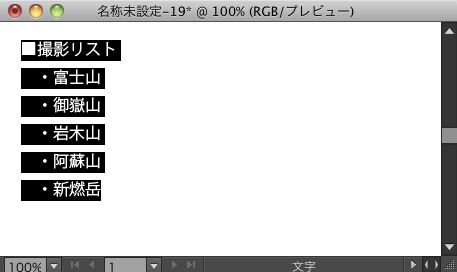 名称未設定-19* @ 100% (RGB/プレビュー)
■撮影リスト
・富士山
・御嶽山
・岩木山
・阿蘇山
・新燃岳
100% 1 文字